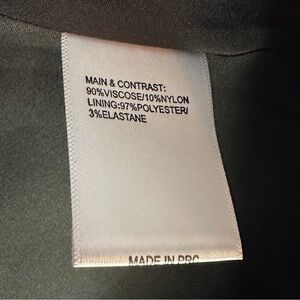 MAIN & CONTRAST:
90%VISCOSE/10%NYLON
LINING:97%POLYESTER/
3%ELASTANE
MADE IN PRC